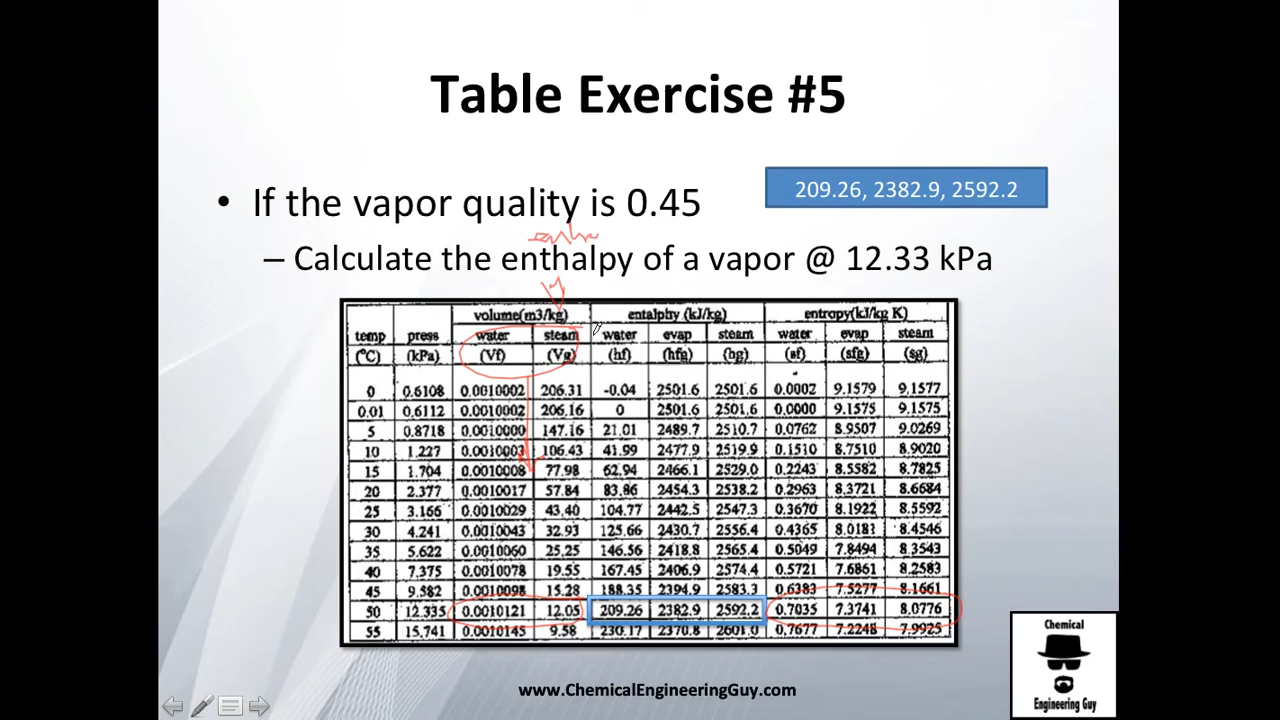 Table Exercise #5
• If the vapor quality is 0.45
209.26, 2382.9, 2592.2
– Calculate the enthalpy of a vapor @ 12.33 kPa
volume(m3/kg) entalphy (kJ/kg) entropy(kJ/kg K)
temp press water steam water evap steam water evap steam
(°C) (kPa) (Vf) (Vg) (hf) (hfg) (hg) (sf) (sfg) (sg)
0 0.6108 0.0010002 206.31 -0.04 2501.6 2501.6 0.0002 9.1579 9.1577
0.01 0.6112 0.0010002 206.16 0 2501.6 2501.6 0.0000 9.1575 9.1575
5 0.8718 0.0010000 147.16 21.01 2489.7 2510.7 0.0762 8.9507 9.0269
10 1.227 0.0010003 106.43 41.99 2477.9 2519.9 0.1510 8.7510 8.9020
15 1.704 0.0010008 77.98 62.94 2466.1 2529.0 0.2243 8.5582 8.7825
20 2.377 0.0010017 57.84 83.86 2454.3 2538.2 0.2963 8.3721 8.6684
25 3.166 0.0010029 43.40 104.77 2442.5 2547.3 0.3670 8.1922 8.5592
30 4.241 0.0010043 32.93 125.66 2430.7 2556.4 0.4365 8.0181 8.4546
35 5.622 0.0010060 25.25 146.56 2418.8 2565.4 0.5049 7.8494 8.3543
40 7.375 0.0010078 19.55 167.45 2406.9 2574.4 0.5721 7.6861 8.2583
45 9.582 0.0010098 15.28 188.35 2394.9 2583.3 0.6383 7.5277 8.1661
50 12.335 0.0010121 12.05 209.26 2382.9 2592.2 0.7035 7.3741 8.0776
55 15.741 0.0010145 9.58 230.17 2370.8 2601.0 0.7677 7.2248 7.9925
www.ChemicalEngineeringGuy.com
Chemical
Engineering Guy